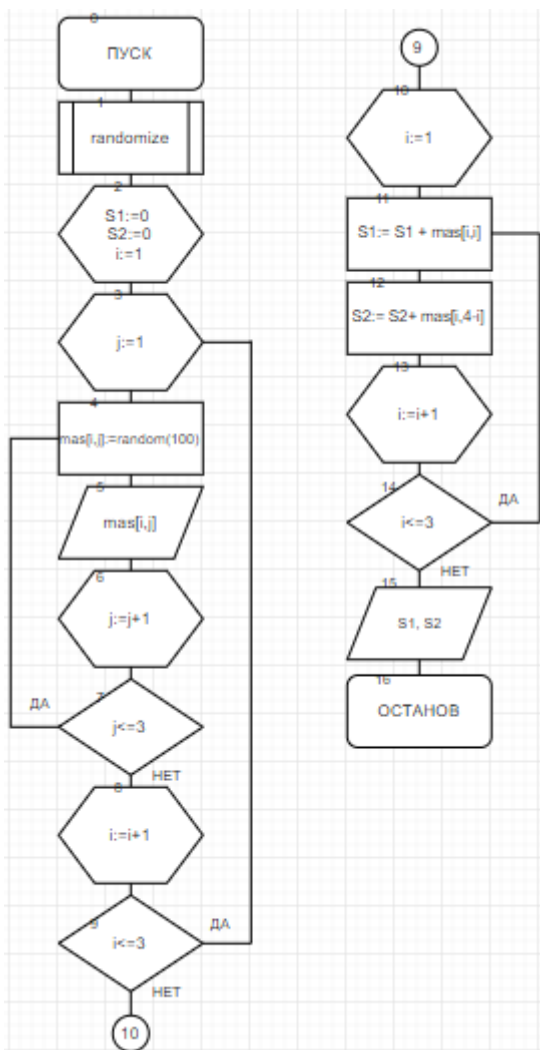 0
ПУСК
1
randomize
2
S1:=0
S2:=0
i:=1
3
j:=1
4
mas[i,j]:=random(100)
5
mas[i,j]
6
j:=j+1
7
j<=3
ДА
НЕТ
8
i:=i+1
9
i<=3
ДА
НЕТ
10
9
10
i:=1
11
S1:= S1 + mas[i,i]
12
S2:= S2+ mas[i,4-i]
13
i:=i+1
14
i<=3
ДА
НЕТ
15
S1, S2
16
ОСТАНОВ